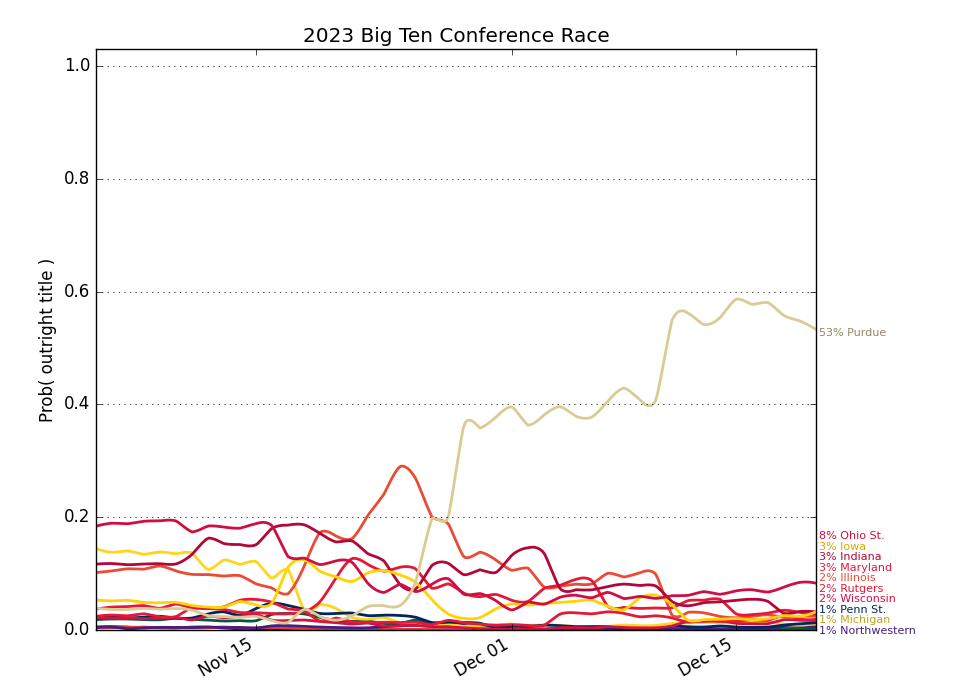 2023 Big Ten Conference Race
Prob( outright title )
1.0
0.8
0.6
0.4
0.2
0.0
Nov 15
Dec 01
Dec 15
53% Purdue
8% Ohio St.
3% Iowa
3% Indiana
3% Maryland
2% Illinois
2% Rutgers
2% Wisconsin
1% Penn St.
1% Michigan
1% Northwestern